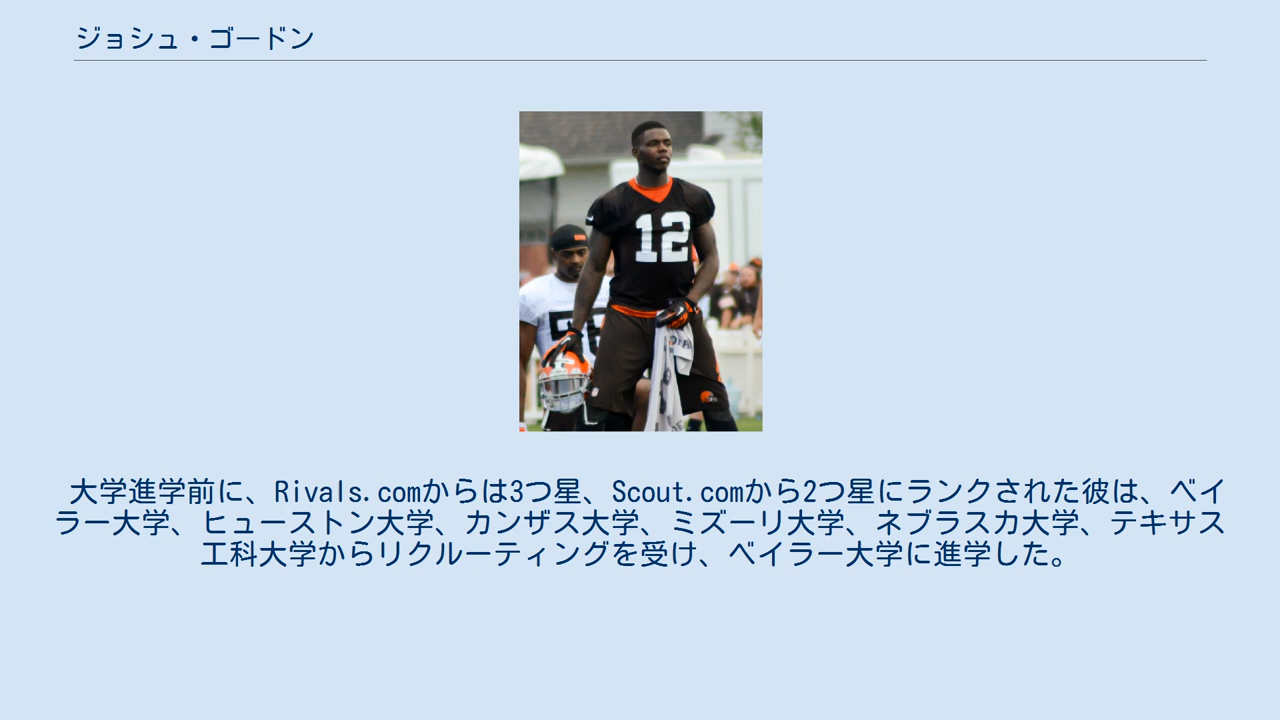 ジョシュ・ゴードン
12
大学進学前に、Rivals.comからは3つ星、Scout.comから2つ星にランクされた彼は、ベイ
ラー大学、ヒューストン大学、カンザス大学、ミズーリ大学、ネブラスカ大学、テキサス
工科大学からリクルーティングを受け、ベイラー大学に進学した。